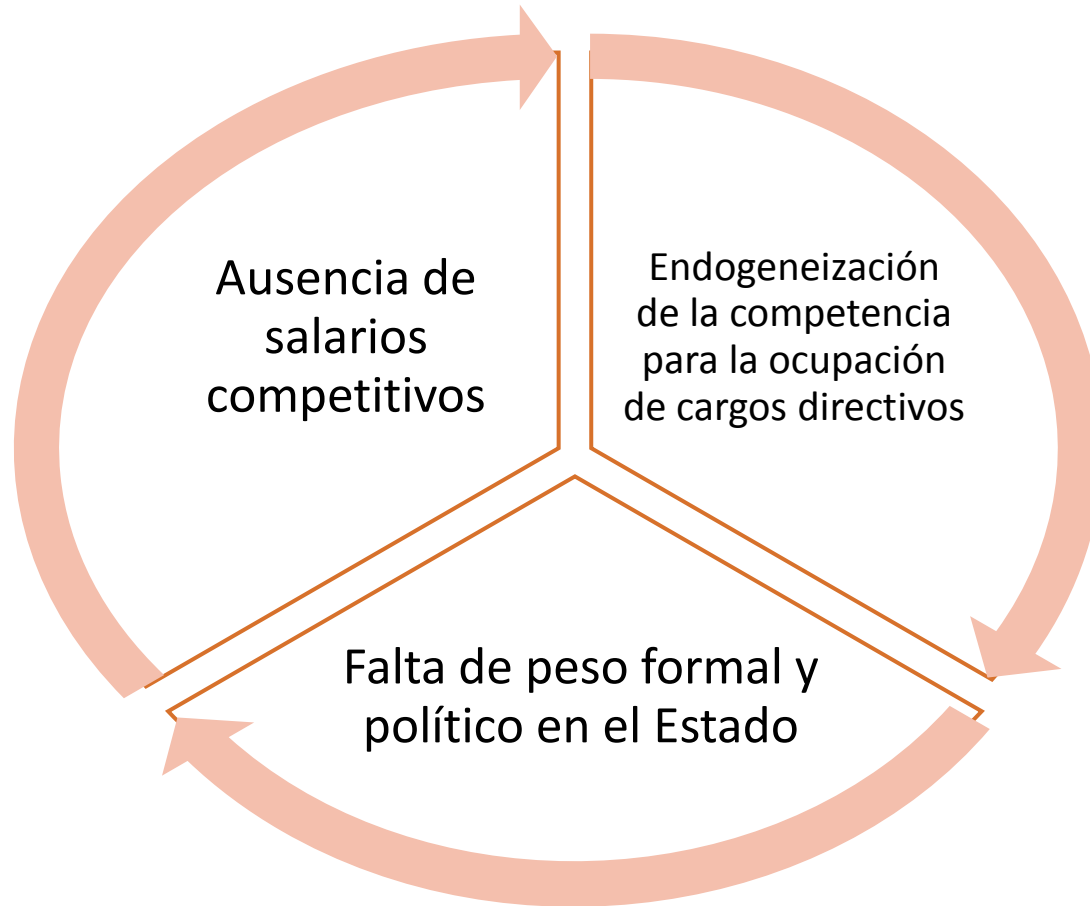 Ausencia de
salarios
competitivos
Endogeneización
de la competencia
para la ocupación
de cargos directivos
Falta de peso formal y
político en el Estado